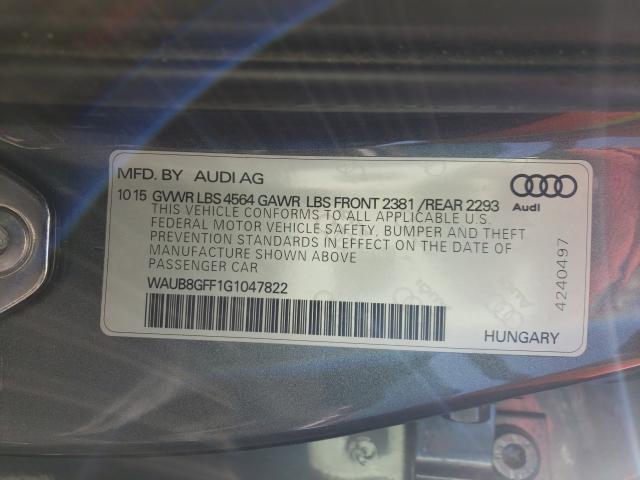 MFD. BY AUDI AG
10 15 GVWR LBS 4564 GAWR LBS FRONT 2381 /REAR 2293
THIS VEHICLE CONFORMS TO ALL APPLICABLE U.S.
FEDERAL MOTOR VEHICLE SAFETY, BUMPER AND THEFT
PREVENTION STANDARDS IN EFFECT ON THE DATE OF
MANUFACTURE SHOWN ABOVE
PASSENGER CAR
WAUB8GFF1G1047822
Audi
4240497
HUNGARY